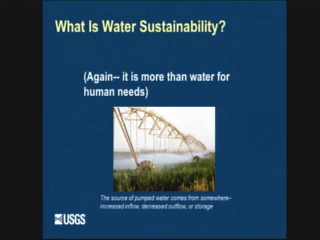 What Is Water Sustainability?
(Again-- it is more than water for
human needs)
The source of pumped water comes from somewhere--
increased inflow, decreased outflow, or storage
USGS